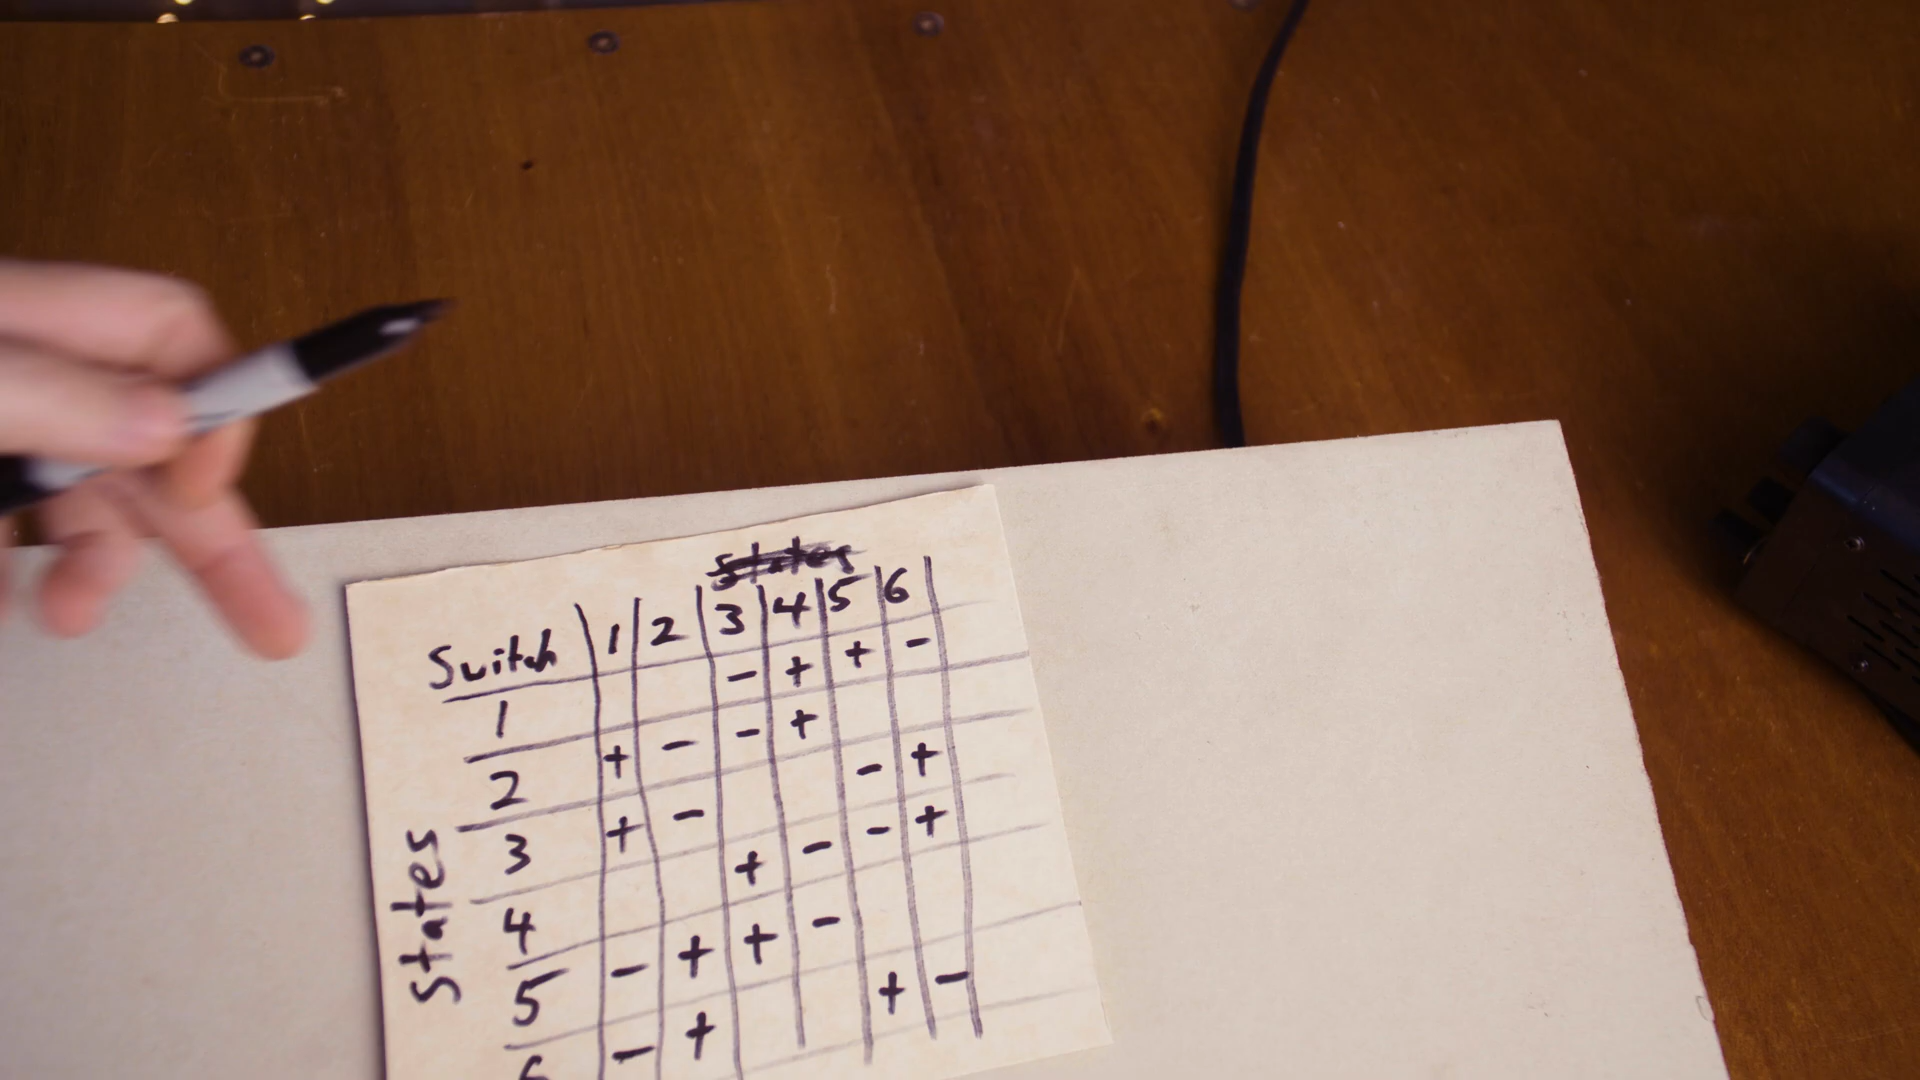 States
Switch 1 2 3 4 5 6
1 - + + -
2 + - - +
3 + - - +
4 + - - +
5 - + + -
6 - + + -
States